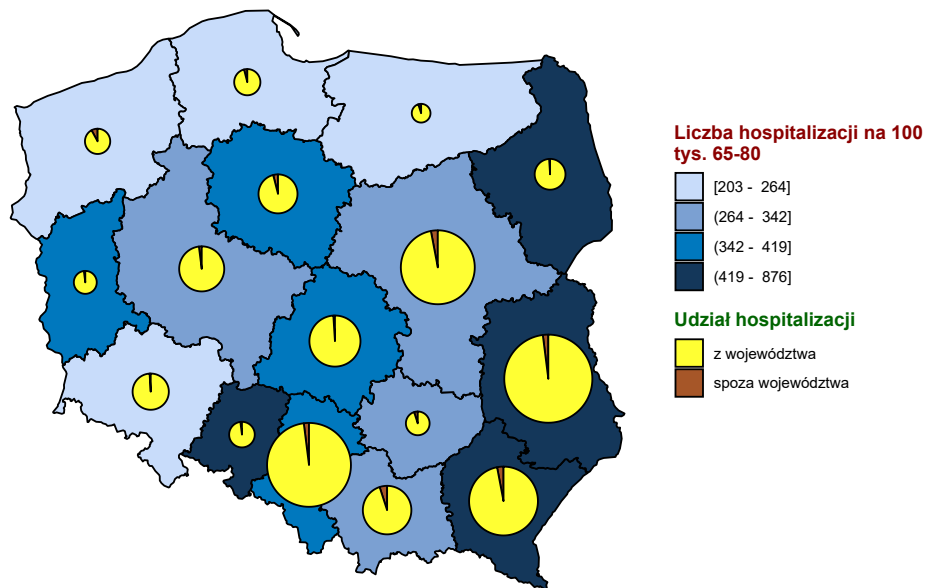 Liczba hospitalizacji na 100
tys. 65-80
[203 - 264]
(264 - 342]
(342 - 419]
(419 - 876]
Udział hospitalizacji
z województwa
spoza województwa